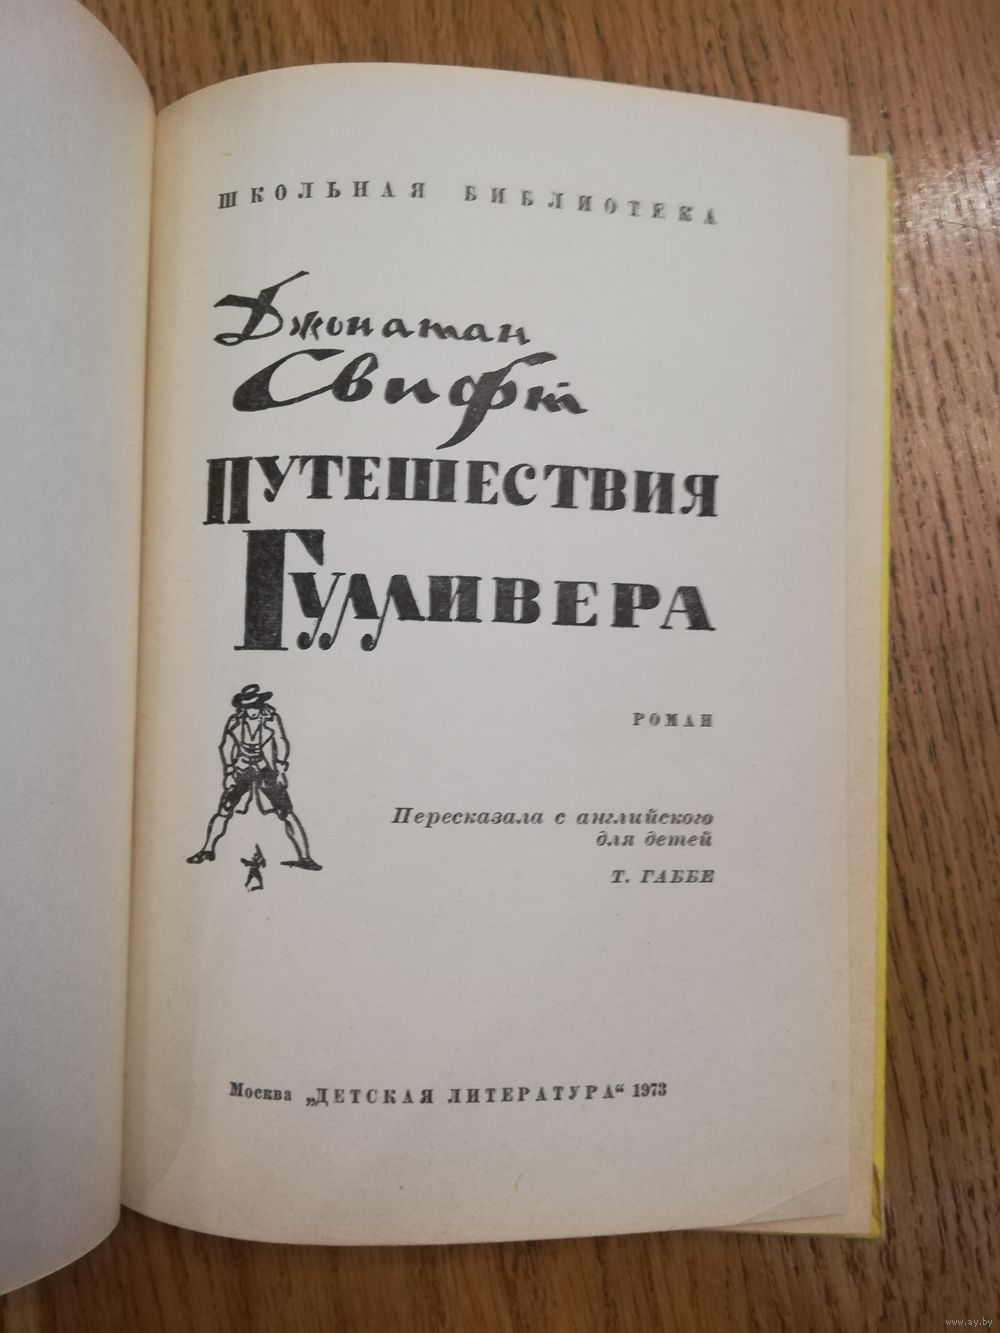 ШКОЛЬНАЯ БИБЛИОТЕКА
Джонатан
Свифт
ПУТЕШЕСТВИЯ
ГУЛЛИВЕРА
РОМАН
Пересказала с английского
для детей
Т. ГАББЕ
Москва „ДЕТСКАЯ ЛИТЕРАТУРА“ 1973
www.ay.by